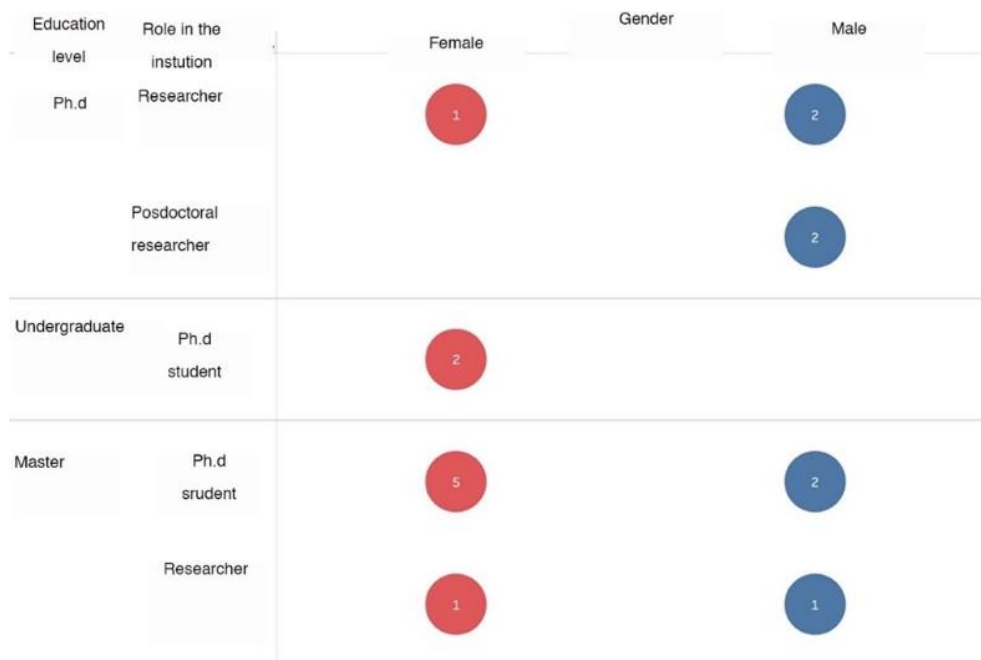 Education
level
Role in the
instution
Gender
Female
Male
Ph.d
Researcher
1
2
Posdoctoral
researcher
2
Undergraduate
Ph.d
student
2
Master
Ph.d
srudent
5
2
Researcher
1
1